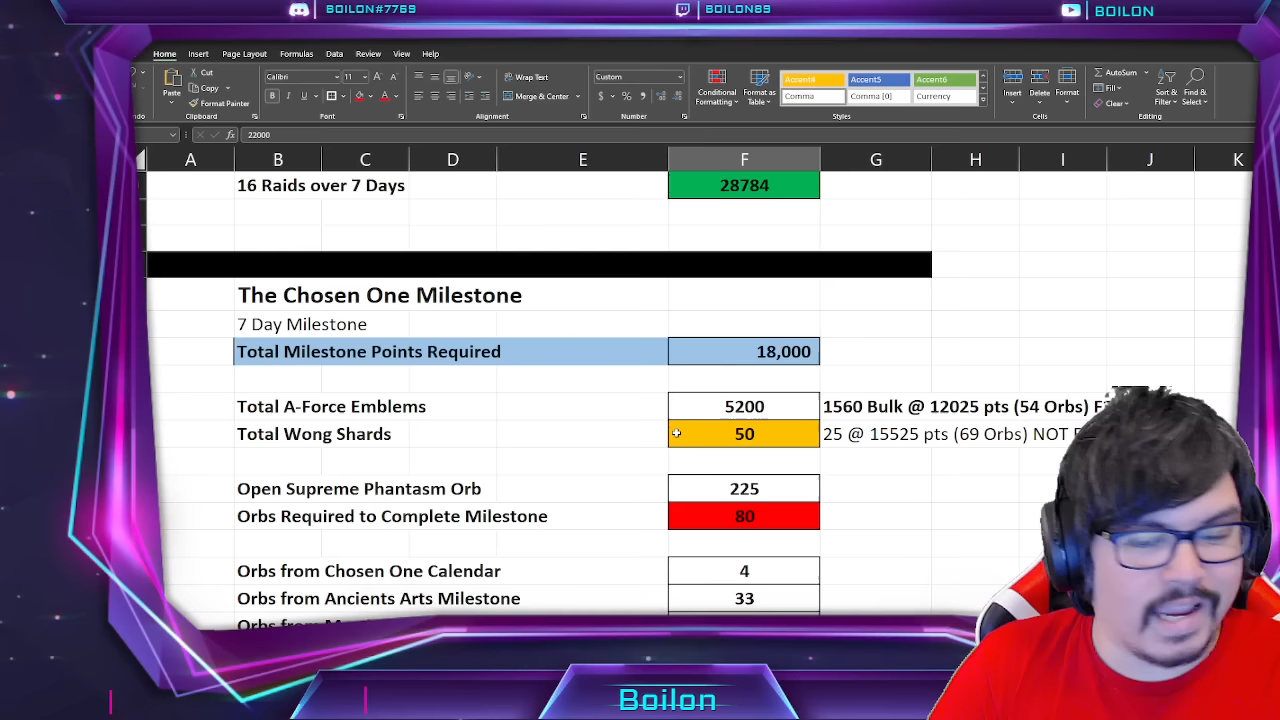 BOILON#7769
BOILON89
BOILON
Home Insert Page Layout Formulas Data Review View Help
Paste
Cut
Copy
Format Painter
Clipboard
Calibri 11
B I U
Font
Wrap Text
Merge & Center
Alignment
Custom
$ % 
Number
Conditional Formatting
Format as Table
Accent4 Accent5 Accent6
Comma Comma [0] Currency
Styles
Insert Delete Format
Cells
AutoSum
Fill
Clear
Sort & Filter
Find & Select
Editing
fx 22000
A B C D E F G H I J K
16 Raids over 7 Days 28784
The Chosen One Milestone
7 Day Milestone
Total Milestone Points Required 18,000
Total A-Force Emblems 5200 1560 Bulk @ 12025 pts (54 Orbs)
Total Wong Shards 50 25 @ 15525 pts (69 Orbs) NOT
Open Supreme Phantasm Orb 225
Orbs Required to Complete Milestone 80
Orbs from Chosen One Calendar 4
Orbs from Ancients Arts Milestone 33
Orbs from
Boilon